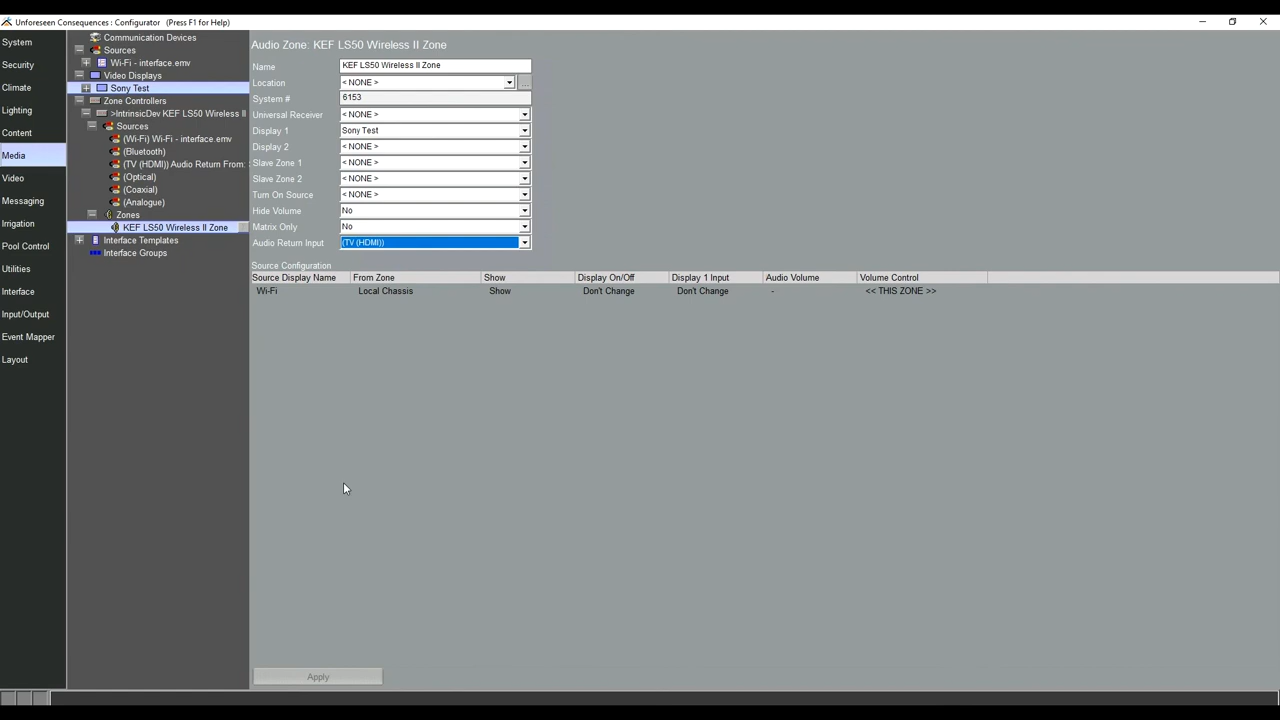 Unforeseen Consequences : Configurator (Press F1 for Help)
System
Security
Climate
Lighting
Content
Media
Video
Messaging
Irrigation
Pool Control
Utilities
Interface
Input/Output
Event Mapper
Layout
Communication Devices
Sources
Wi-Fi - interface.emv
Video Displays
Sony Test
Zone Controllers
>IntrinsicDev KEF LS50 Wireless II
Sources
(Wi-Fi) Wi-Fi - interface.emv
(Bluetooth)
(TV (HDMI)) Audio Return From:
(Optical)
(Coaxial)
(Analogue)
Zones
KEF LS50 Wireless II Zone
Interface Templates
Interface Groups
Audio Zone: KEF LS50 Wireless II Zone
Name KEF LS50 Wireless II Zone
Location < NONE > ...
System # 6153
Universal Receiver < NONE >
Display 1 Sony Test
Display 2 < NONE >
Slave Zone 1 < NONE >
Slave Zone 2 < NONE >
Turn On Source < NONE >
Hide Volume No
Matrix Only No
Audio Return Input (TV (HDMI))
Source Configuration
Source Display Name From Zone Show Display On/Off Display 1 Input Audio Volume Volume Control
Wi-Fi Local Chassis Show Don't Change Don't Change - << THIS ZONE >>
Apply